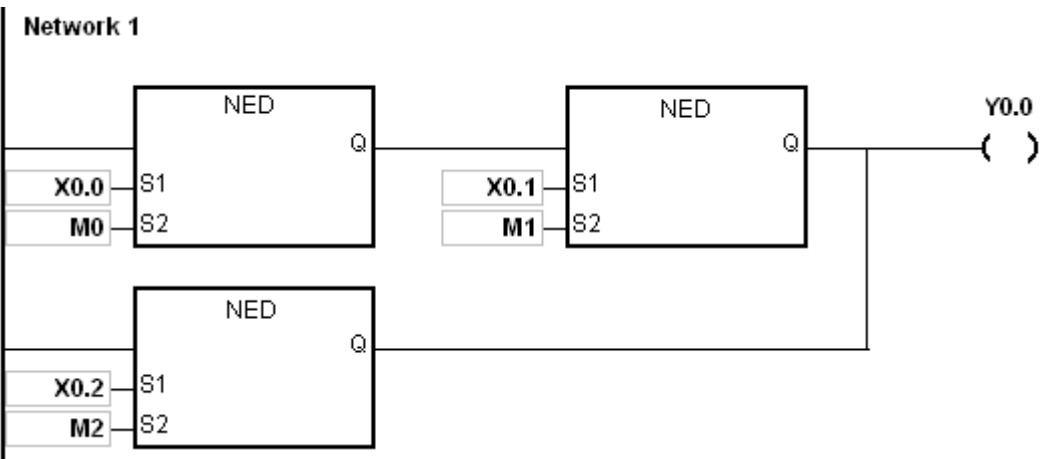 Network 1
NED NED Y0.0
Q Q
X0.0 S1 X0.1 S1
M0 S2 M1 S2
NED
Q
X0.2 S1
M2 S2